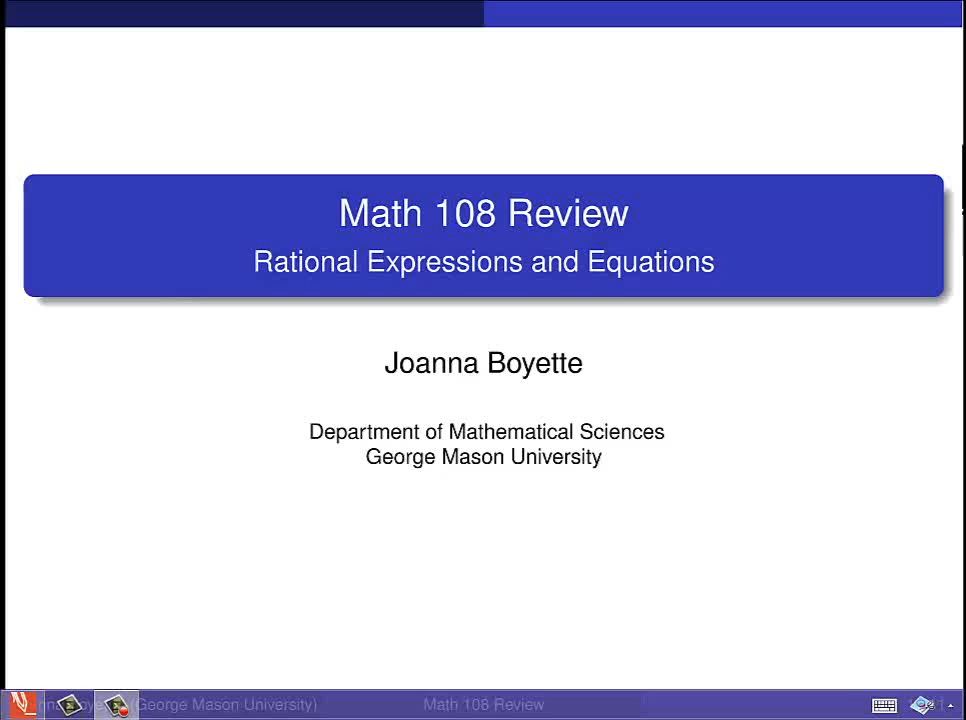 Math 108 Review
Rational Expressions and Equations
Joanna Boyette
Department of Mathematical Sciences
George Mason University
(George Mason University)
Math 108 Review